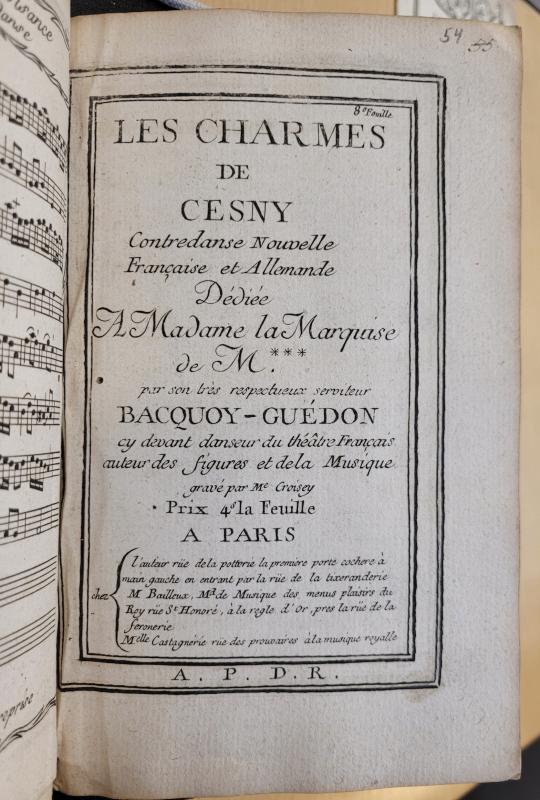 54 55
8e Feuille
LES CHARMES
DE
CESNY
Contredanse Nouvelle
Française et Allemande
Dédiée
A Madame la Marquise
de M.***
par son très respectueux serviteur
BACQUOY-GUÉDON
cy devant danseur du théâtre Français
auteur des figures et de la Musique
gravé par Me Croisey
Prix 4s la Feuille
A PARIS
chez
l'auteur rüe de la potterie la premiere porte cochere à
main gauche en entrant par la rüe de la tixeranderie
M Bailleux, Md de Musique des menus plaisirs du
Roy rüe St Honoré, à la regle d'Or, pres la rüe de la
feronerie
Melle Castagnerie rüe des prouvaires à la musique royalle
A. P. D. R.
reprise